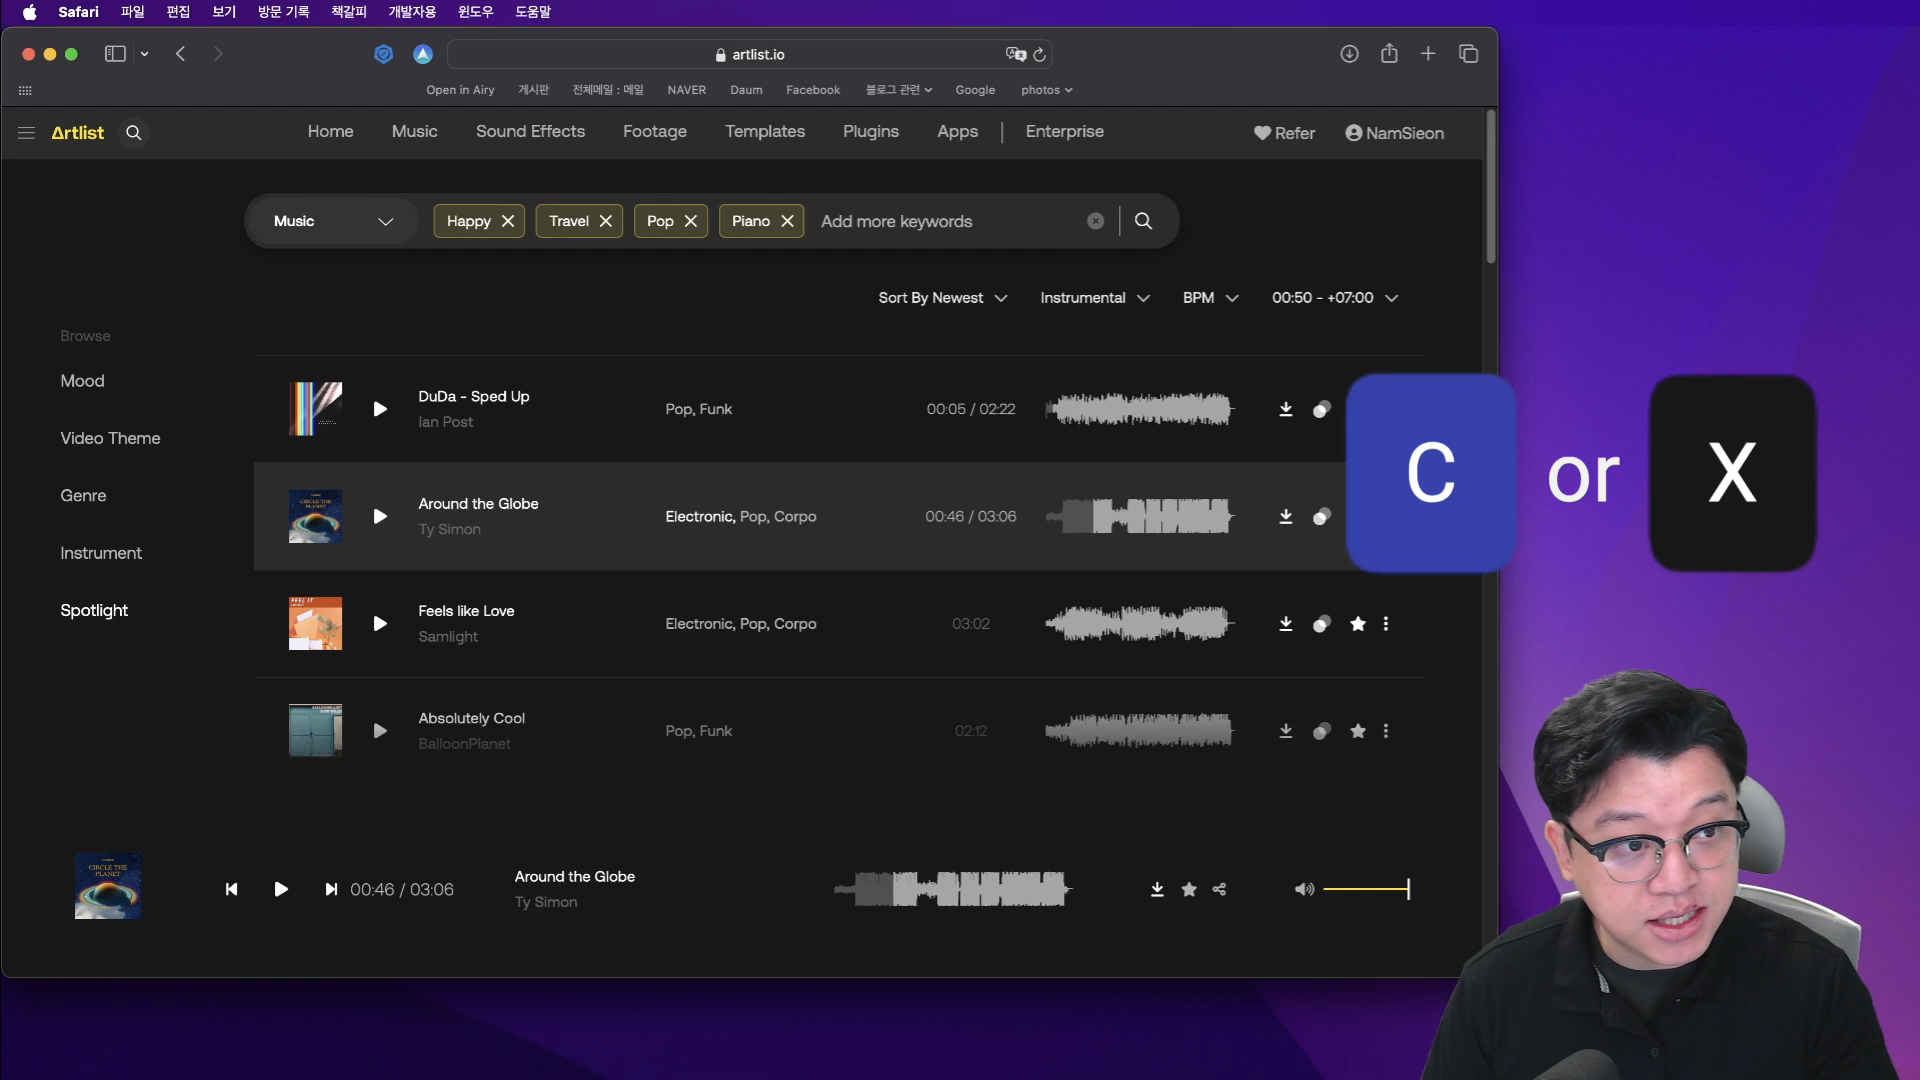 Safari 파일 편집 보기 방문 기록 책갈피 개발자용 윈도우 도움말
artlist.io
Open in Airy 게시판 전체메일 : 메일 NAVER Daum Facebook 블로그 관련 Google photos
Artlist Home Music Sound Effects Footage Templates Plugins Apps | Enterprise Refer NamSieon
Music Happy Travel Pop Piano Add more keywords
Sort By Newest Instrumental BPM 00:50 - +07:00
Browse
Mood
Video Theme
Genre
Instrument
Spotlight
DuDa - Sped Up
Ian Post
Pop, Funk
00:05 / 02:22
Around the Globe
Ty Simon
Electronic, Pop, Corpo
00:46 / 03:06
FEEL IT
Feels like Love
Samlight
Electronic, Pop, Corpo
03:02
Absolutely Cool
BalloonPlanet
Pop, Funk
02:12
C or X
CIRCLE THE
PLANET
00:46 / 03:06
Around the Globe
Ty Simon